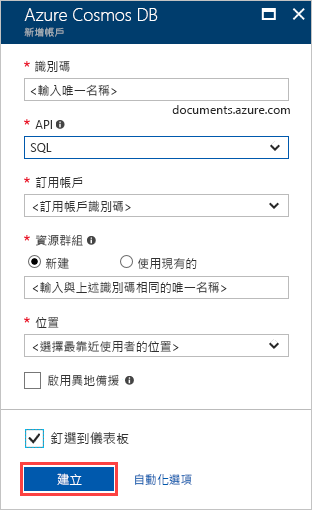 Azure Cosmos DB
新增帳戶
* 識別碼
<輸入唯一名稱>
documents.azure.com
* API
SQL
* 訂用帳戶
<訂用帳戶識別碼>
* 資源群組
新建 使用現有的
<輸入與上述識別碼相同的唯一名稱>
* 位置
<選擇最靠近使用者的位置>
啟用異地備援
釘選到儀表板
建立 自動化選項